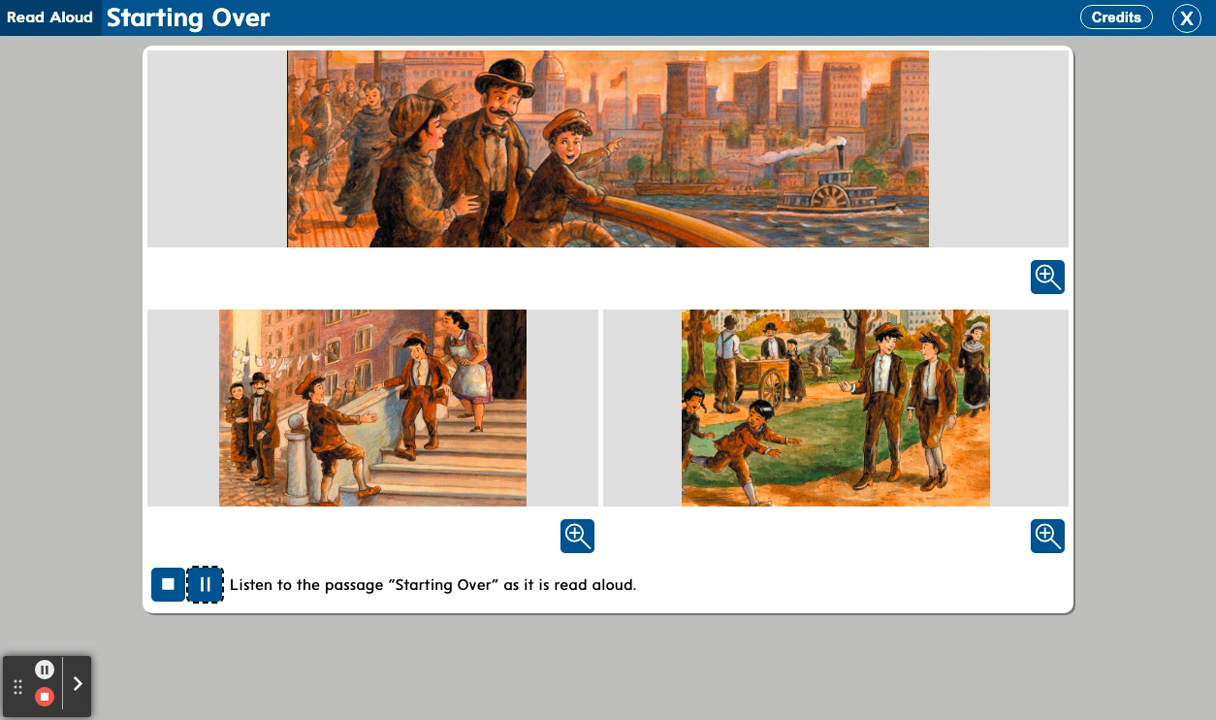 Read Aloud Starting Over Credits X
Listen to the passage “Starting Over” as it is read aloud.